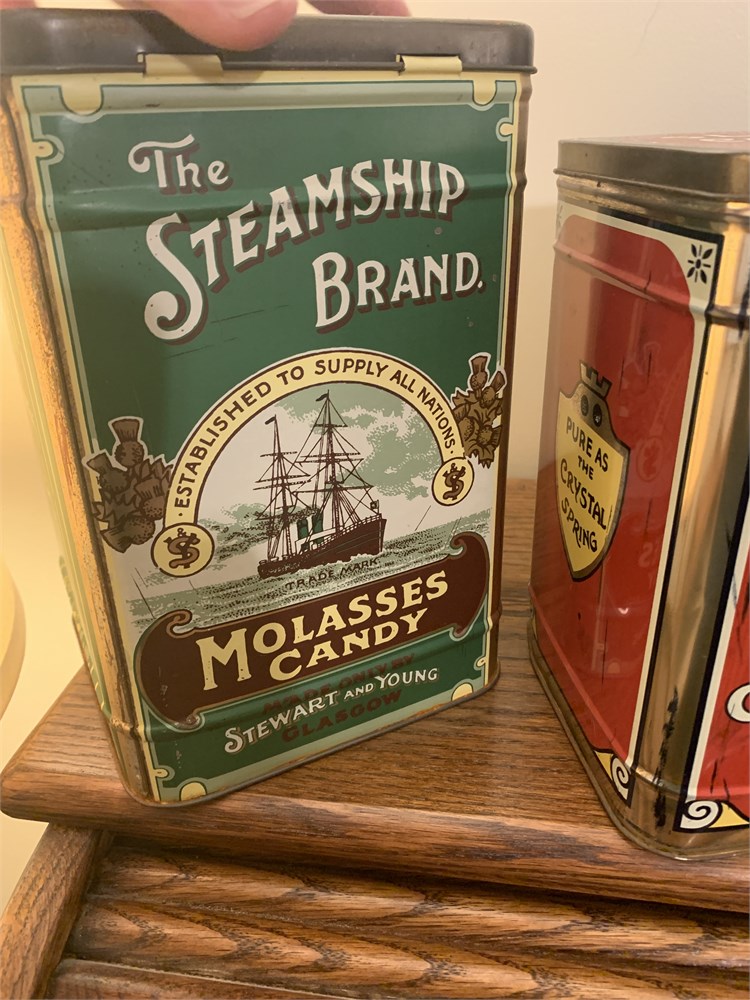 The
STEAMSHIP
BRAND.
ESTABLISHED TO SUPPLY ALL NATIONS.
TRADE MARK
MOLASSES
CANDY
MADE ONLY BY
STEWART AND YOUNG
GLASGOW
PURE AS
THE
CRYSTAL
SPRING